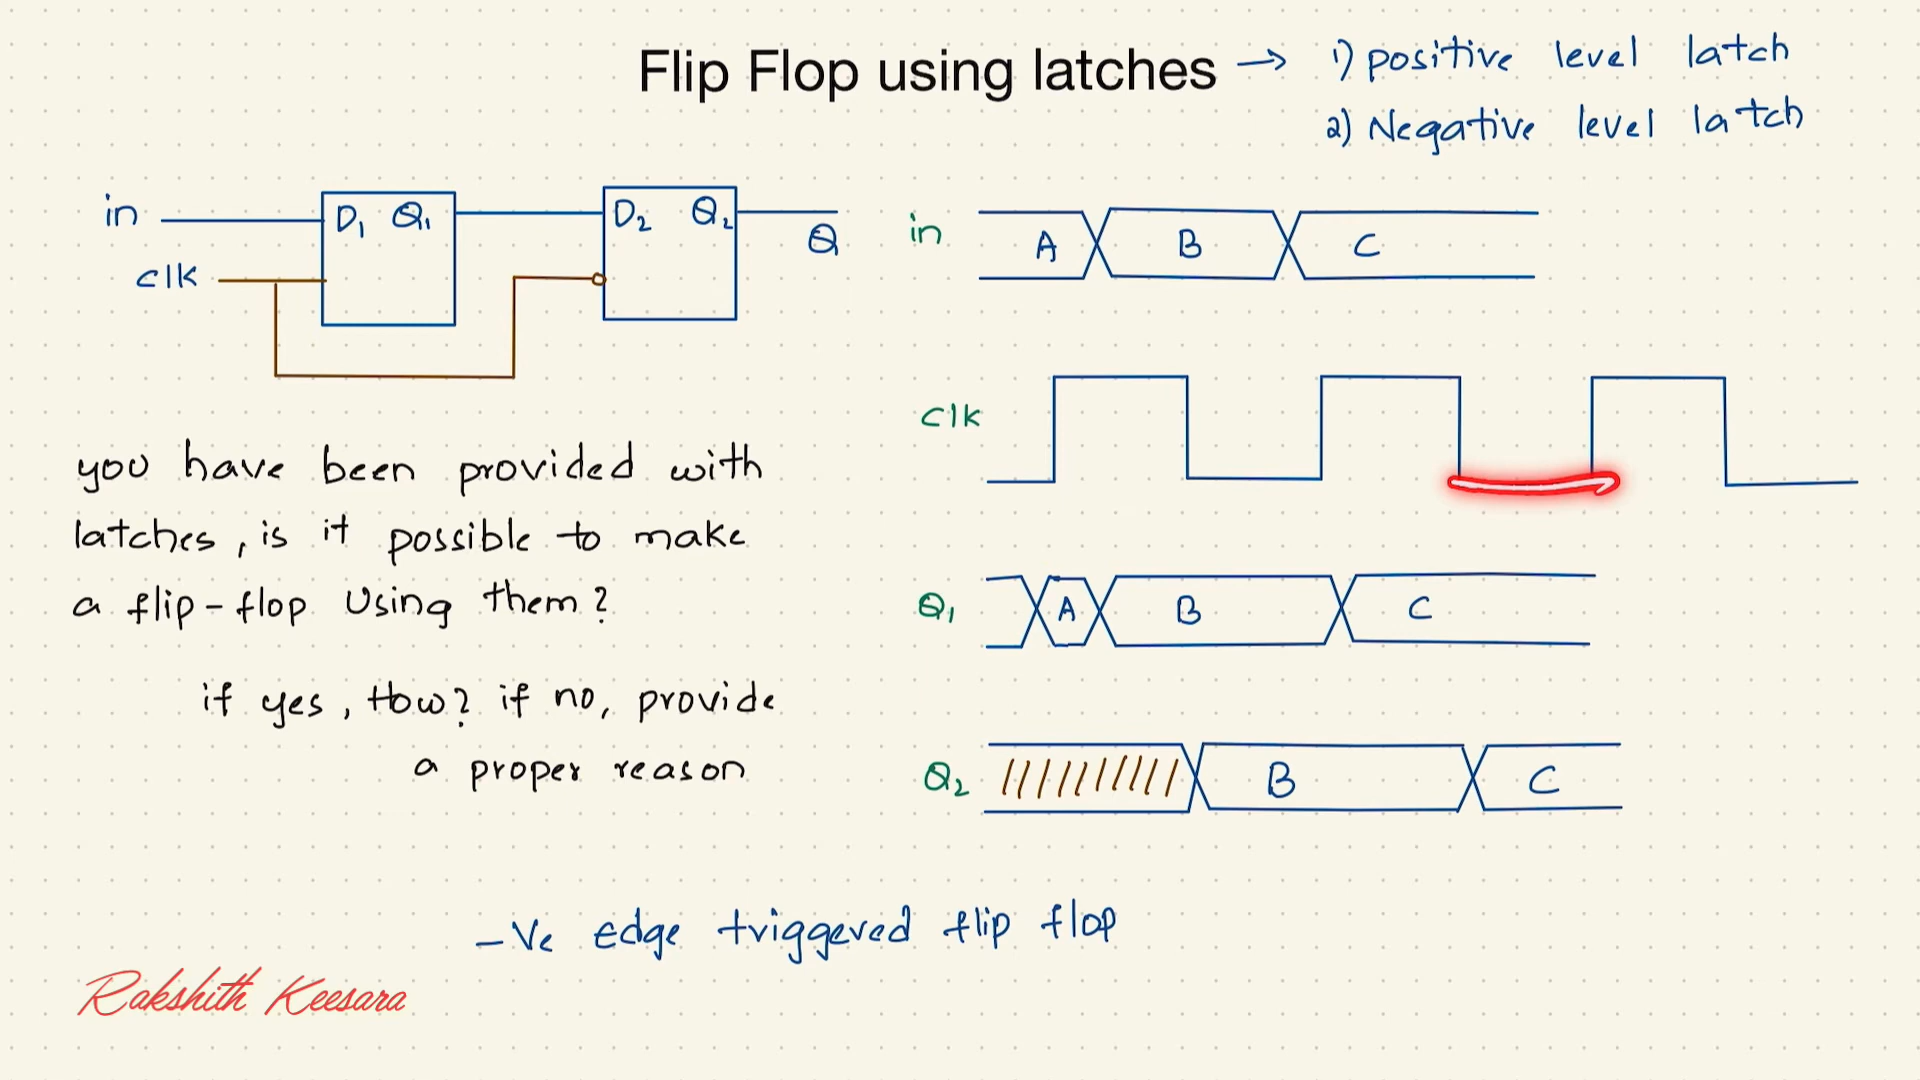 Flip Flop using latches → 1) positive level latch
2) Negative level latch
in D₁ Q₁ D₂ Q₂ Q
clk
in A B C
clk
you have been provided with
latches, is it possible to make
a flip-flop Using them?
if yes, How? if no, provide
a proper reason
Q₁ A B C
Q₂ B C
-Ve edge triggered flip flop
Rakshith Keesara